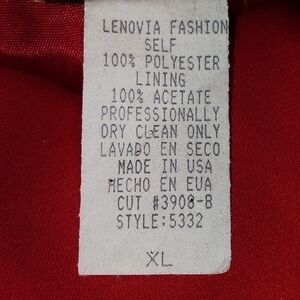 LENOVIA FASHION
SELF
100% POLYESTER
LINING
100% ACETATE
PROFESSIONALLY
DRY CLEAN ONLY
LAVADO EN SECO
MADE IN USA
HECHO EN EUA
CUT #3908-B
STYLE:5332
XL